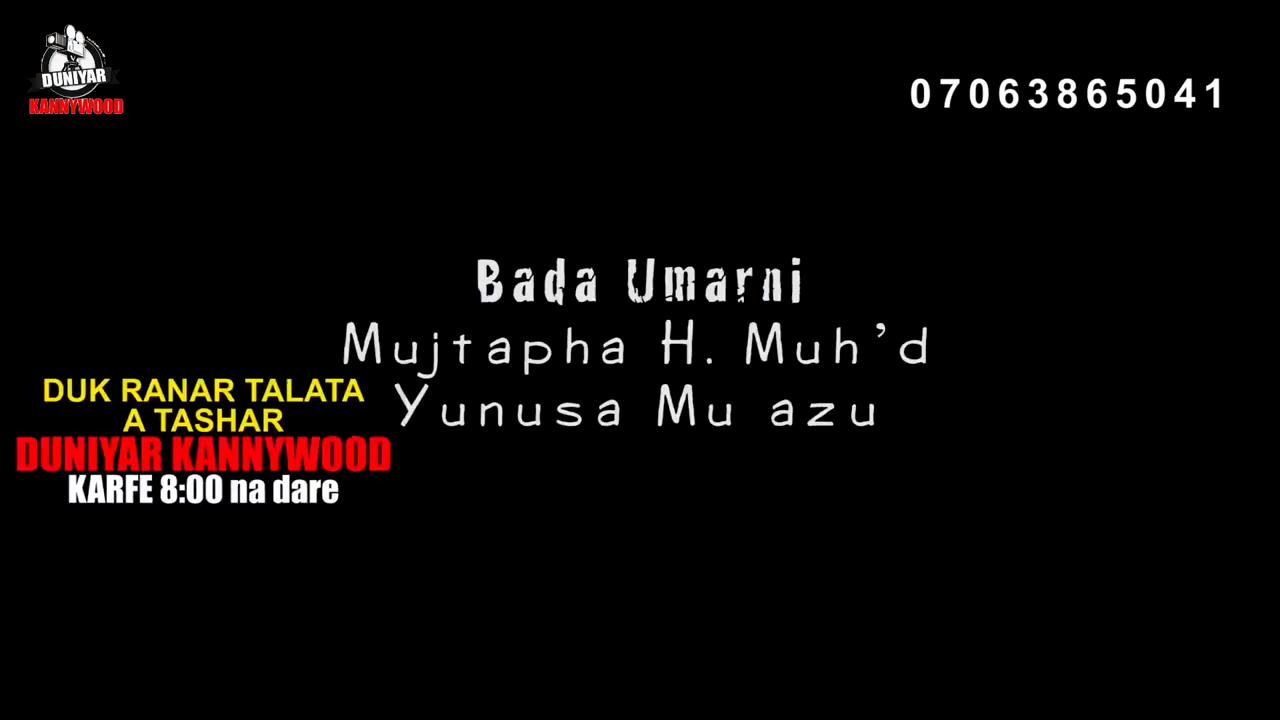 DUNIYAR
KANNYWOOD
07063865041
Bada Umarni
Mujtapha H. Muh'd
Yunusa Mu azu
DUK RANAR TALATA
A TASHAR
DUNIYAR KANNYWOOD
KARFE 8:00 na dare